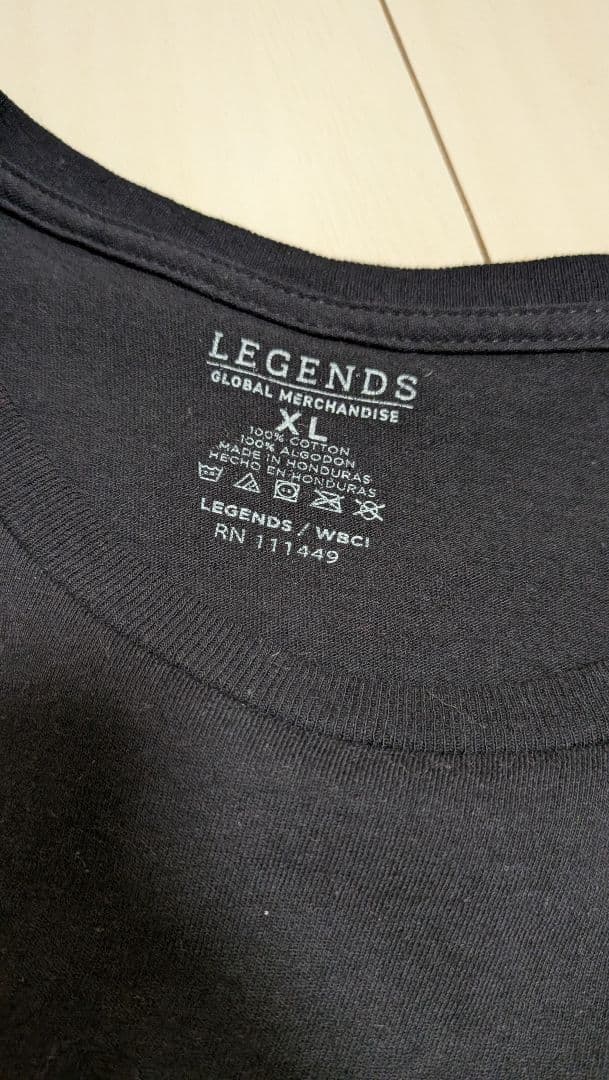 LEGENDS
GLOBAL MERCHANDISE
XL
100% COTTON
100% ALGODON
MADE IN HONDURAS
HECHO EN HONDURAS
LEGENDS / WBCI
RN 111449